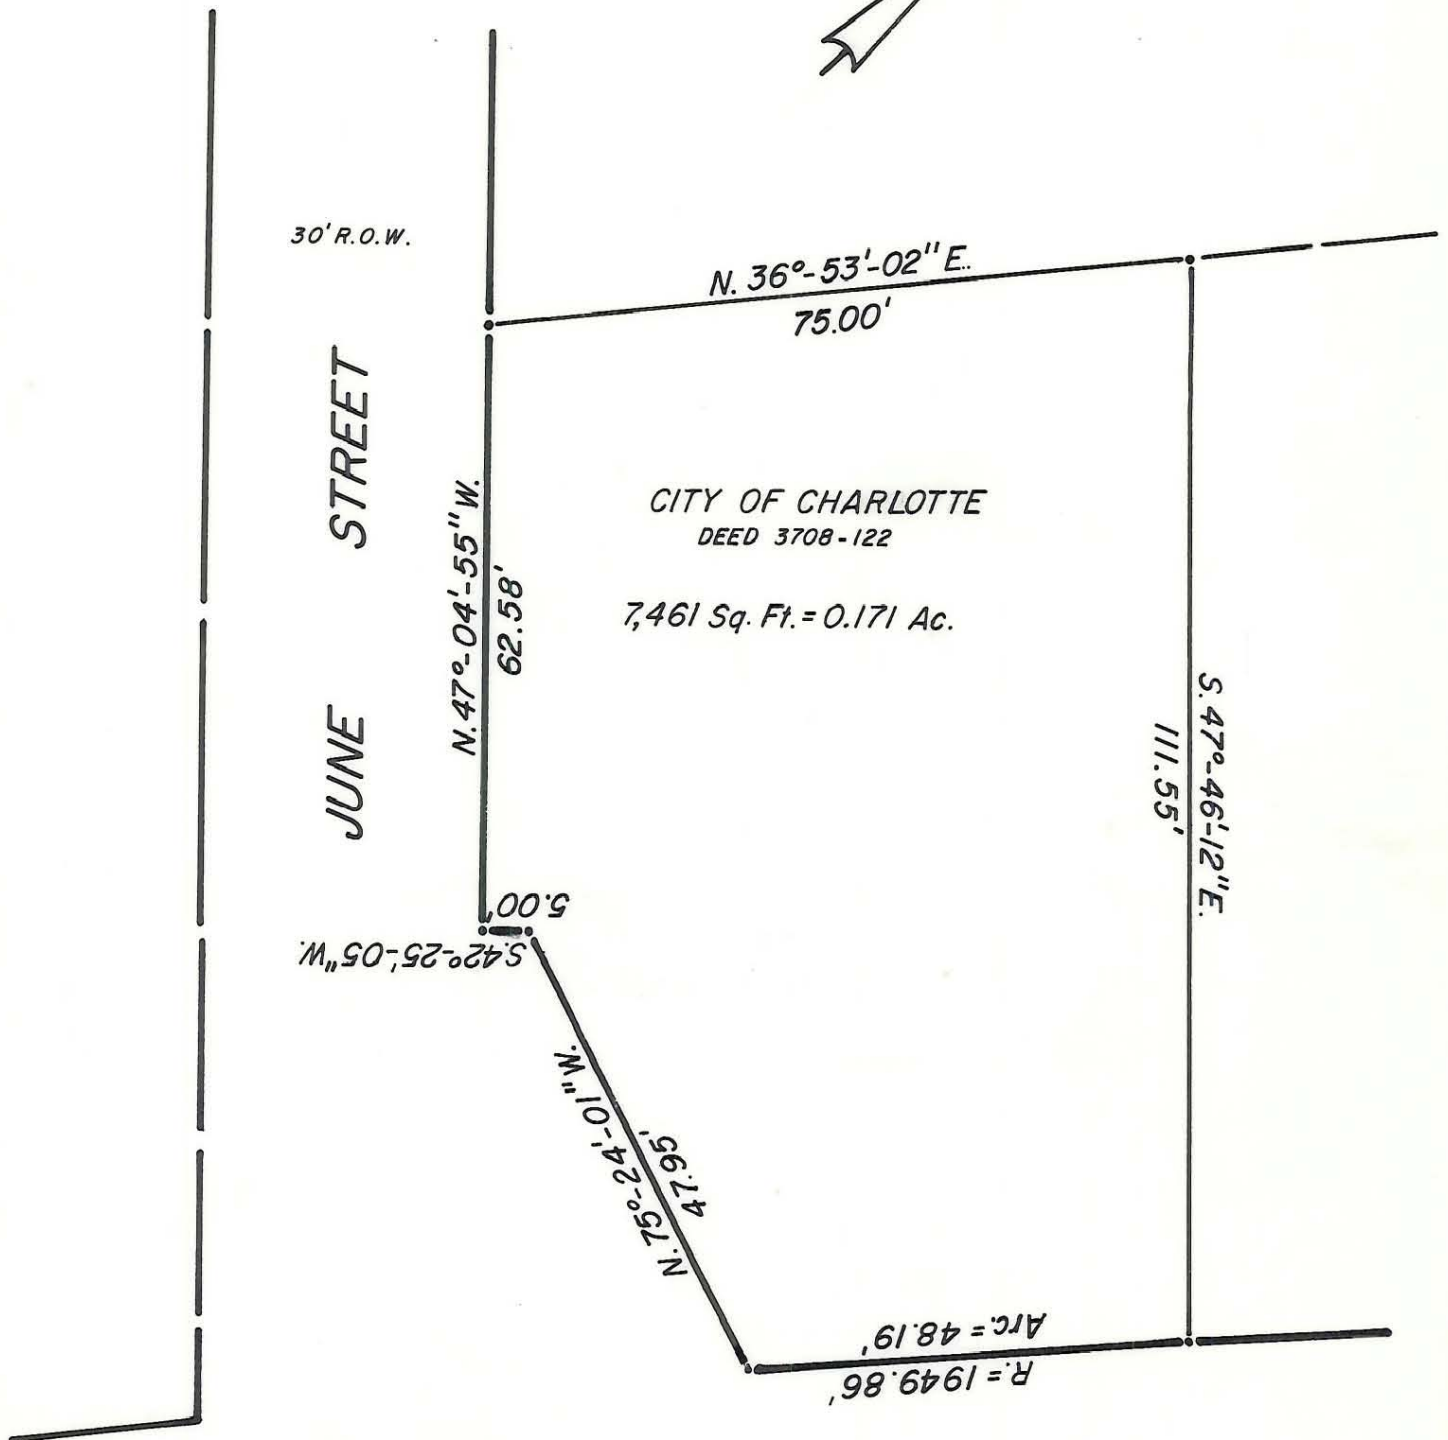 30' R.O.W.
N. 36°-53'-02" E.
75.00'
JUNE STREET
N. 47°-04'-55" W.
62.58'
CITY OF CHARLOTTE
DEED 3708-122
7,461 Sq. Ft. = 0.171 Ac.
S. 47°-46'-12" E.
111.55'
5.00'
S. 42°-25'-05" W.
N. 75°-24'-01" W.
47.95'
Arc. = 48.19'
R. = 1949.86'